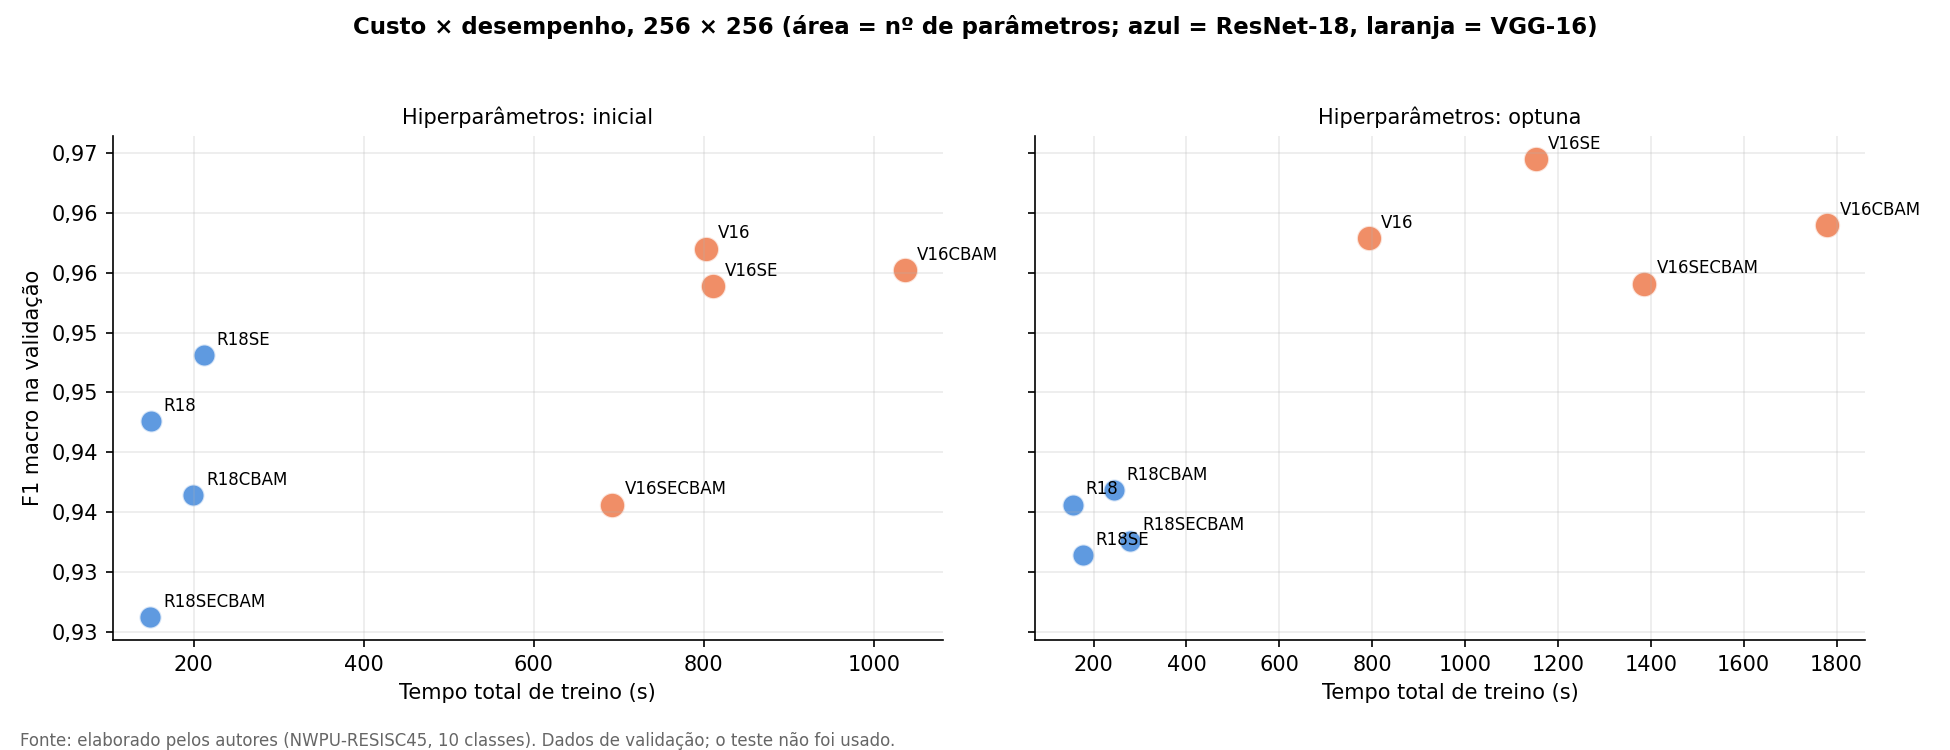 Custo × desempenho, 256 × 256 (área = nº de parâmetros; azul = ResNet-18, laranja = VGG-16)
Hiperparâmetros: inicial
F1 macro na validação
0,97
0,96
0,96
0,95
0,95
0,94
0,94
0,93
0,93
V16
V16SE
V16CBAM
R18SE
R18
R18CBAM
V16SECBAM
R18SECBAM
200 400 600 800 1000
Tempo total de treino (s)
Hiperparâmetros: optuna
V16SE
V16CBAM
V16
V16SECBAM
R18CBAM
R18
R18SECBAM
R18SE
200 400 600 800 1000 1200 1400 1600 1800
Tempo total de treino (s)
Fonte: elaborado pelos autores (NWPU-RESISC45, 10 classes). Dados de validação; o teste não foi usado.